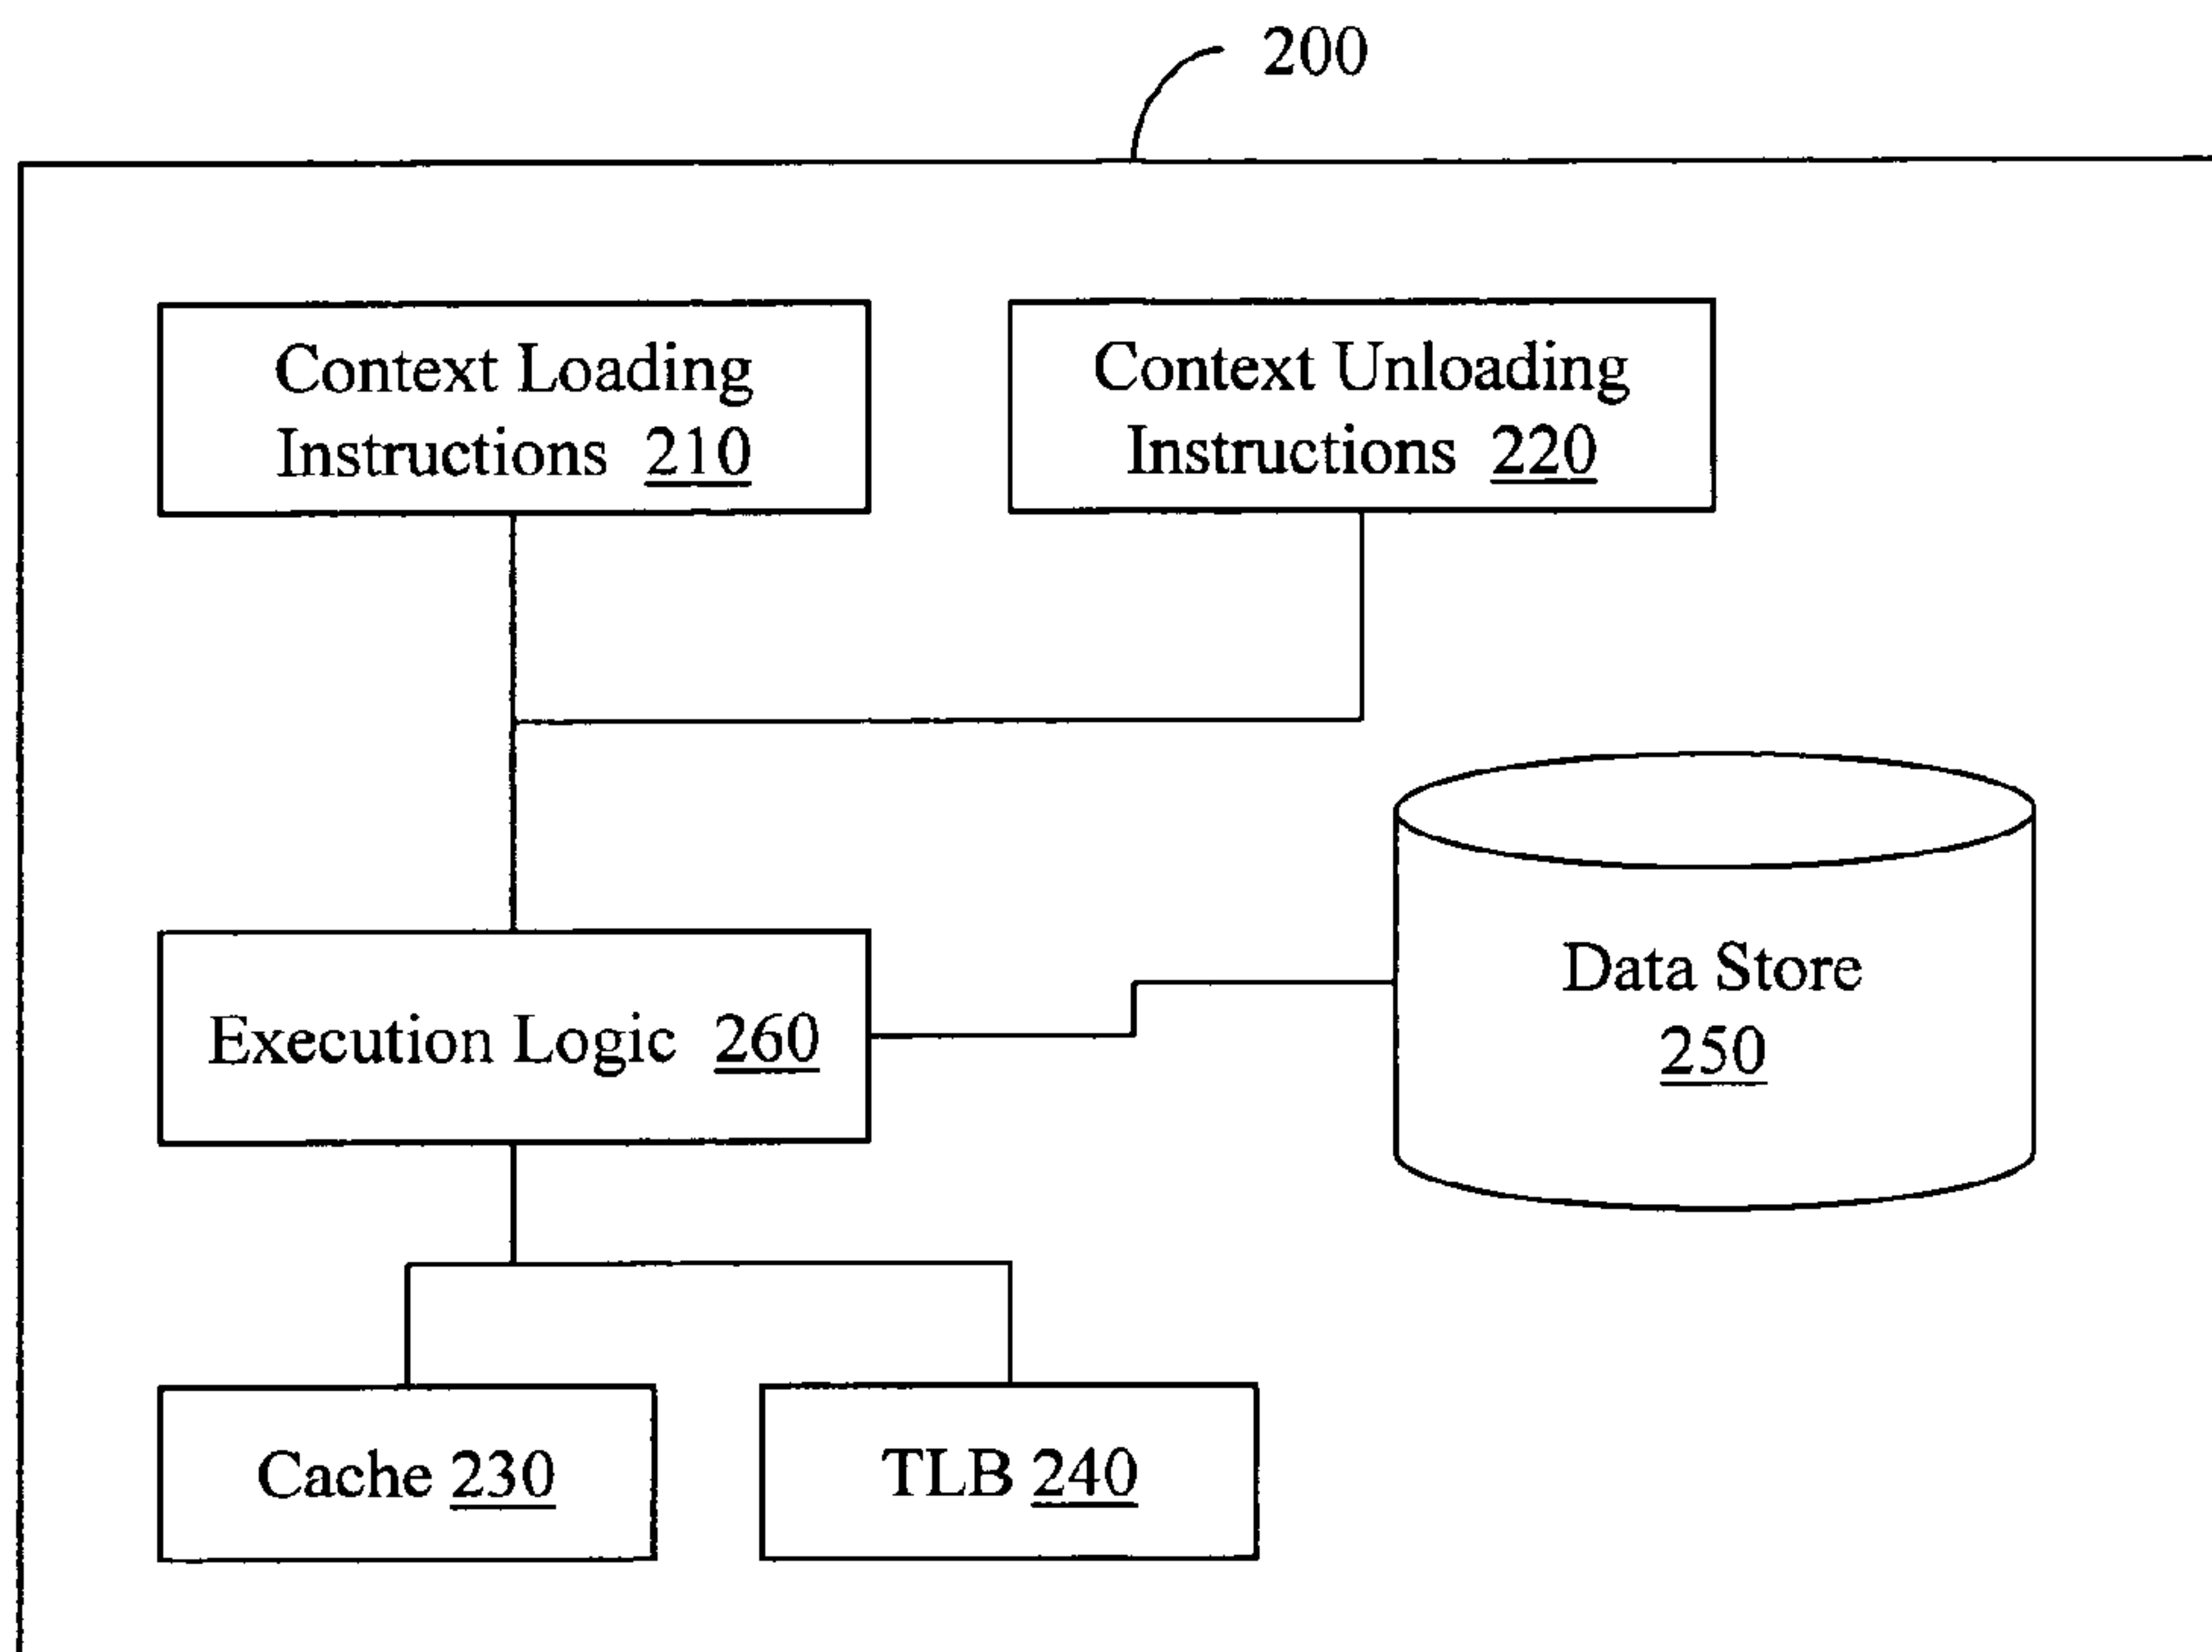 200
Context Loading
Instructions 210
Context Unloading
Instructions 220
Data Store
250
Execution Logic 260
Cache 230
TLB 240